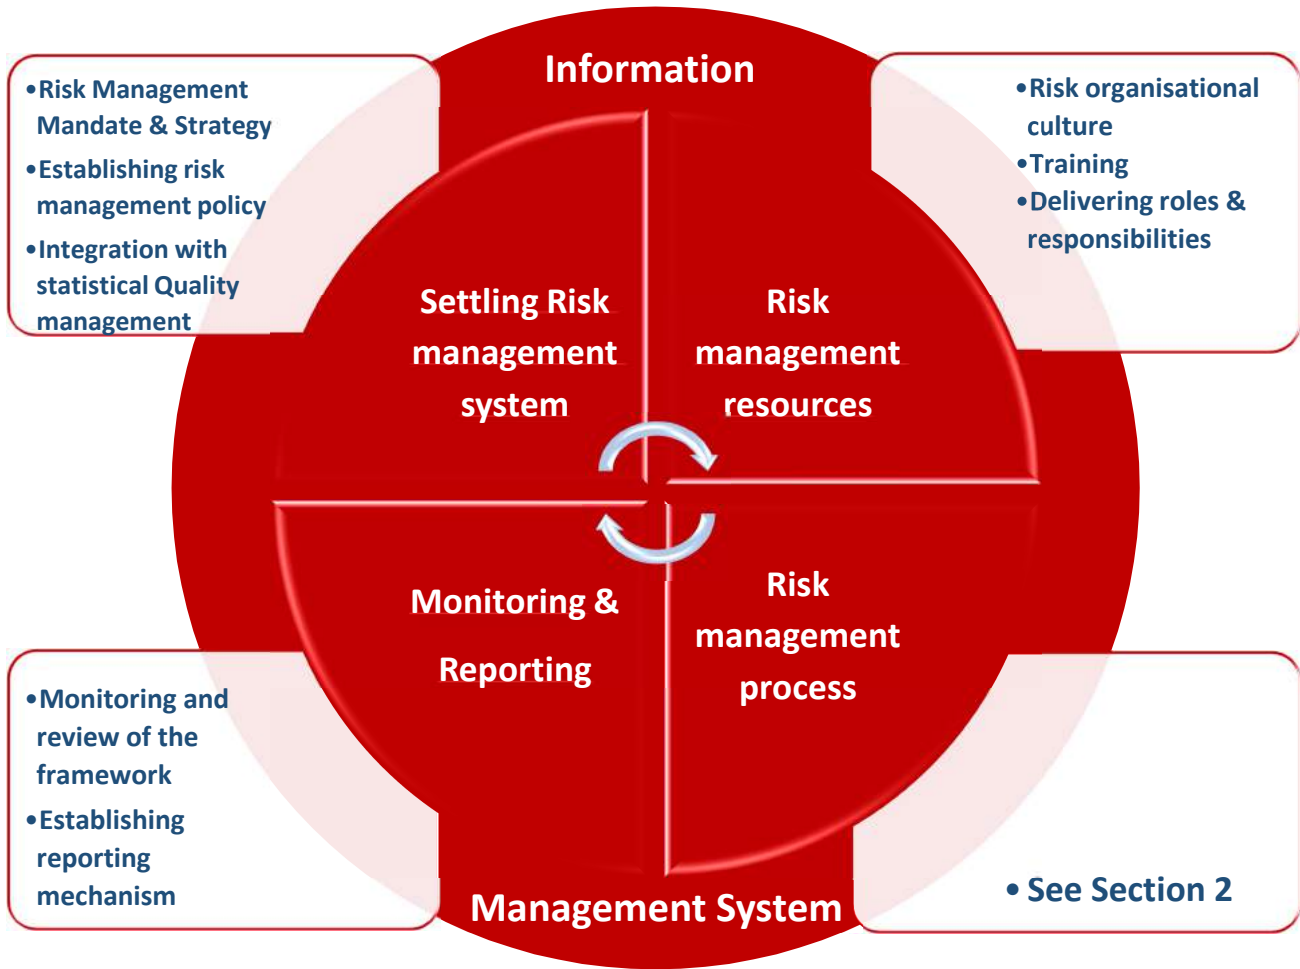 Information
•Risk Management
Mandate & Strategy
•Establishing risk
management policy
•Integration with
statistical Quality
management
•Risk organisational
culture
•Training
•Delivering roles &
responsibilities
Settling Risk
management
system
Risk
management
resources
Monitoring &
Reporting
Risk
management
process
•Monitoring and
review of the
framework
•Establishing
reporting
mechanism
• See Section 2
Management System